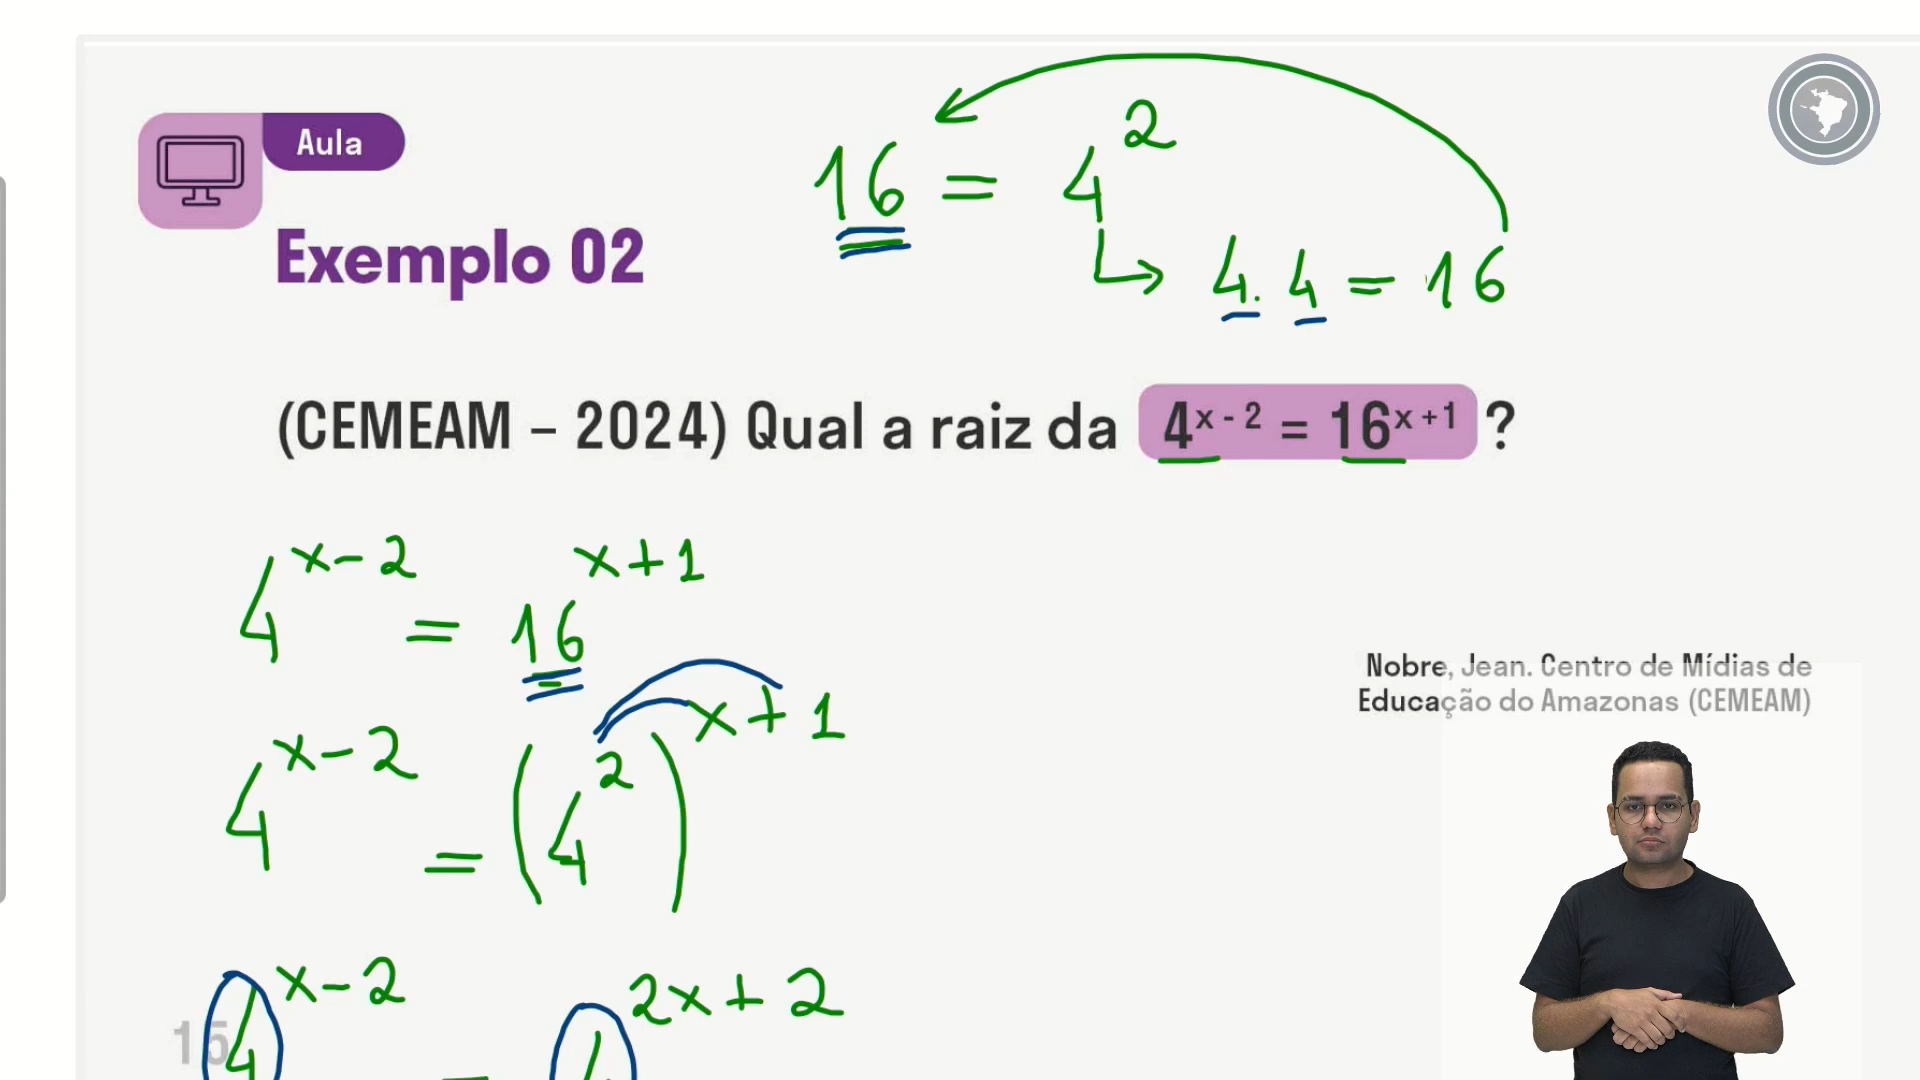 Aula
Exemplo 02
16 = 4²
4 . 4 = 16
(CEMEAM – 2024) Qual a raiz da 4ˣ⁻² = 16ˣ⁺¹ ?
4ˣ⁻² = 16ˣ⁺¹
4ˣ⁻² = (4²)ˣ⁺¹
4ˣ⁻² = 4²ˣ⁺²
Nobre, Jean. Centro de Mídias de
Educação do Amazonas (CEMEAM)
15